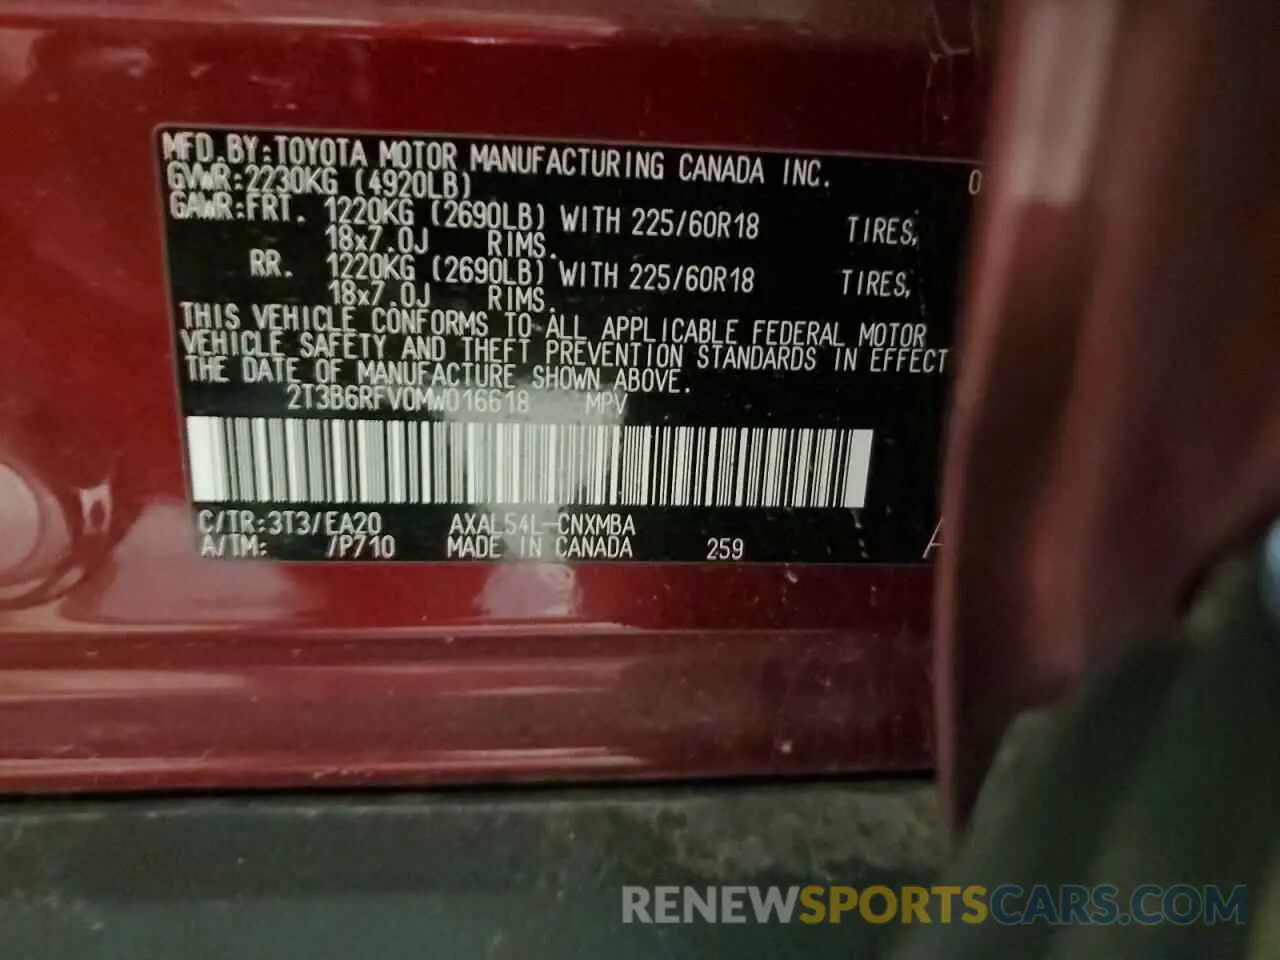 MFD.BY:TOYOTA MOTOR MANUFACTURING CANADA INC. 0
GVWR:2230KG (4920LB)
GAWR:FRT. 1220KG (2690LB) WITH 225/60R18 TIRES,
18x7.0J RIMS.
RR. 1220KG (2690LB) WITH 225/60R18 TIRES,
18x7.0J RIMS.
THIS VEHICLE CONFORMS TO ALL APPLICABLE FEDERAL MOTOR
VEHICLE SAFETY AND THEFT PREVENTION STANDARDS IN EFFECT
THE DATE OF MANUFACTURE SHOWN ABOVE.
2T3B6RFV0MW016618 MPV
C/TR:3T3/EA20 AXAL54L-CNXMBA
A/TM: /P710 MADE IN CANADA 259 A
RENEWSPORTSCARS.COM